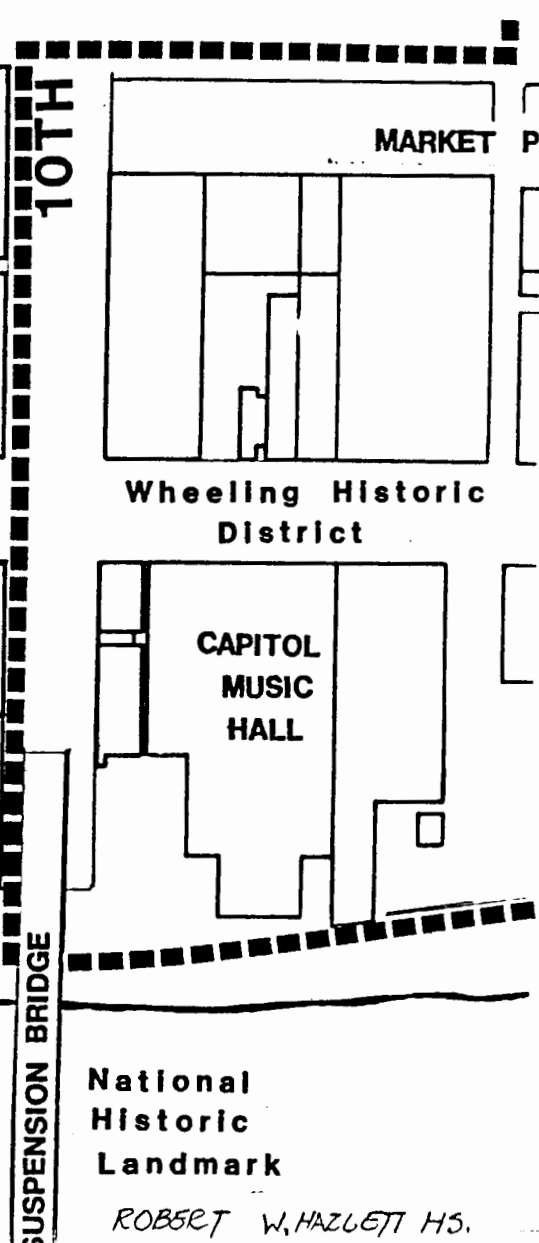 10TH
MARKET P
Wheeling Historic
District
CAPITOL
MUSIC
HALL
SUSPENSION BRIDGE
National
Historic
Landmark
ROBERT W. HAZLETT HS.